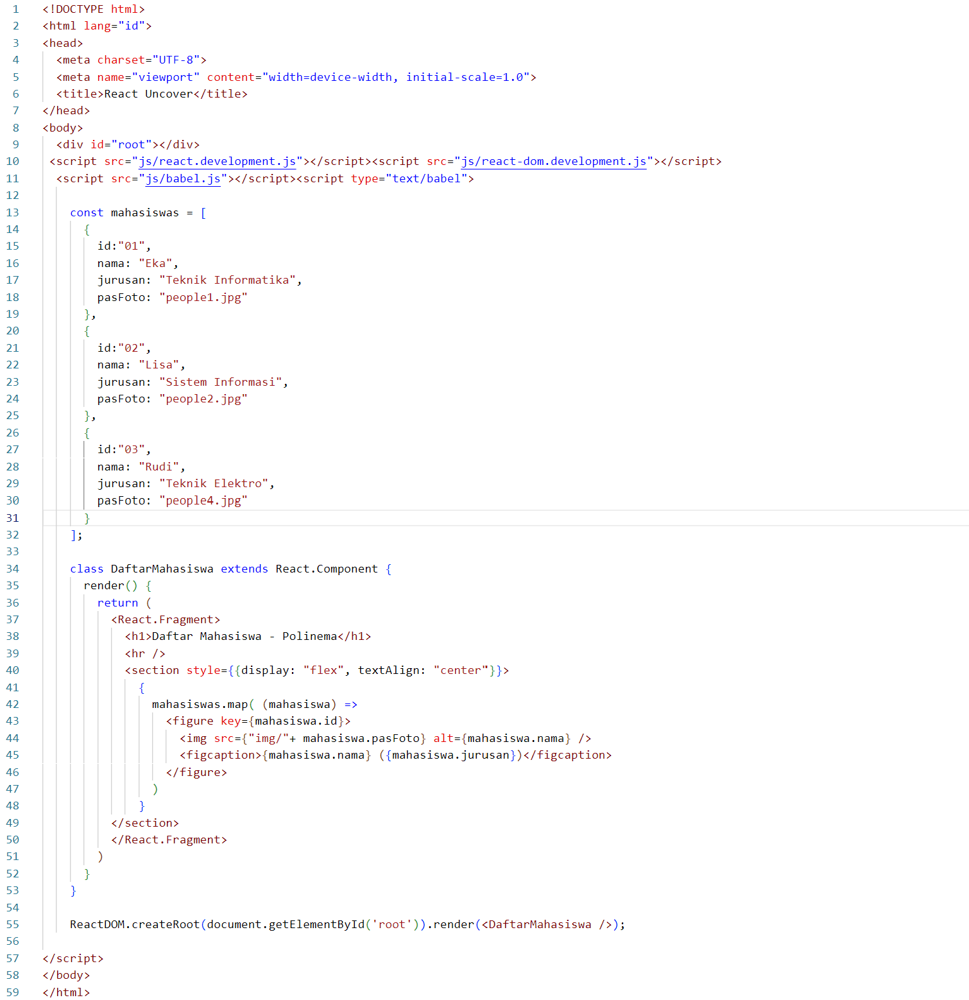 1 <!DOCTYPE html>
2 <html lang="id">
3 <head>
4   <meta charset="UTF-8">
5   <meta name="viewport" content="width=device-width, initial-scale=1.0">
6   <title>React Uncover</title>
7 </head>
8 <body>
9   <div id="root"></div>
10  <script src="js/react.development.js"></script><script src="js/react-dom.development.js"></script>
11   <script src="js/babel.js"></script><script type="text/babel">
12
13     const mahasiswas = [
14       {
15         id:"01",
16         nama: "Eka",
17         jurusan: "Teknik Informatika",
18         pasFoto: "people1.jpg"
19       },
20       {
21         id:"02",
22         nama: "Lisa",
23         jurusan: "Sistem Informasi",
24         pasFoto: "people2.jpg"
25       },
26       {
27         id:"03",
28         nama: "Rudi",
29         jurusan: "Teknik Elektro",
30         pasFoto: "people4.jpg"
31       }
32     ];
33
34     class DaftarMahasiswa extends React.Component {
35       render() {
36         return (
37           <React.Fragment>
38             <h1>Daftar Mahasiswa - Polinema</h1>
39             <hr />
40             <section style={{display: "flex", textAlign: "center"}}>
41               {
42                 mahasiswas.map( (mahasiswa) =>
43                   <figure key={mahasiswa.id}>
44                     <img src={"img/"+ mahasiswa.pasFoto} alt={mahasiswa.nama} />
45                     <figcaption>{mahasiswa.nama} ({mahasiswa.jurusan})</figcaption>
46                   </figure>
47                 )
48               }
49           </section>
50           </React.Fragment>
51         )
52       }
53     }
54
55     ReactDOM.createRoot(document.getElementById('root')).render(<DaftarMahasiswa />);
56
57 </script>
58 </body>
59 </html>